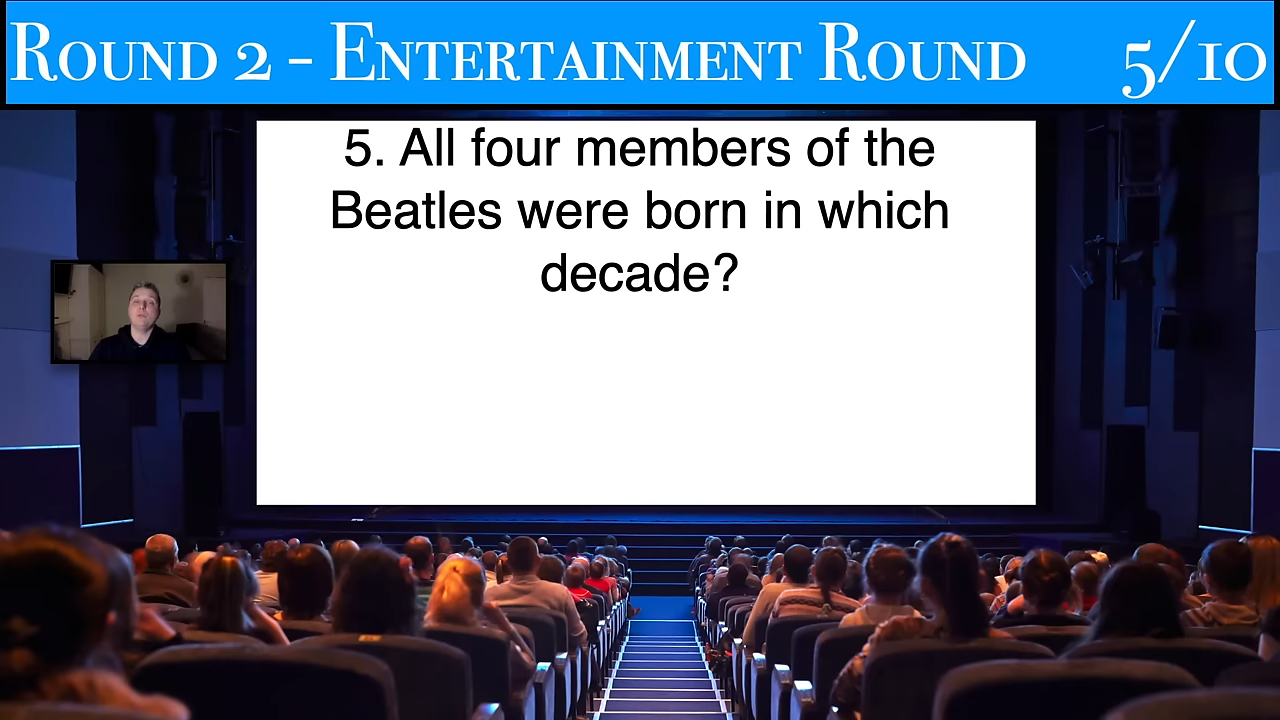 Round 2 - Entertainment Round 5/10
5. All four members of the
Beatles were born in which
decade?